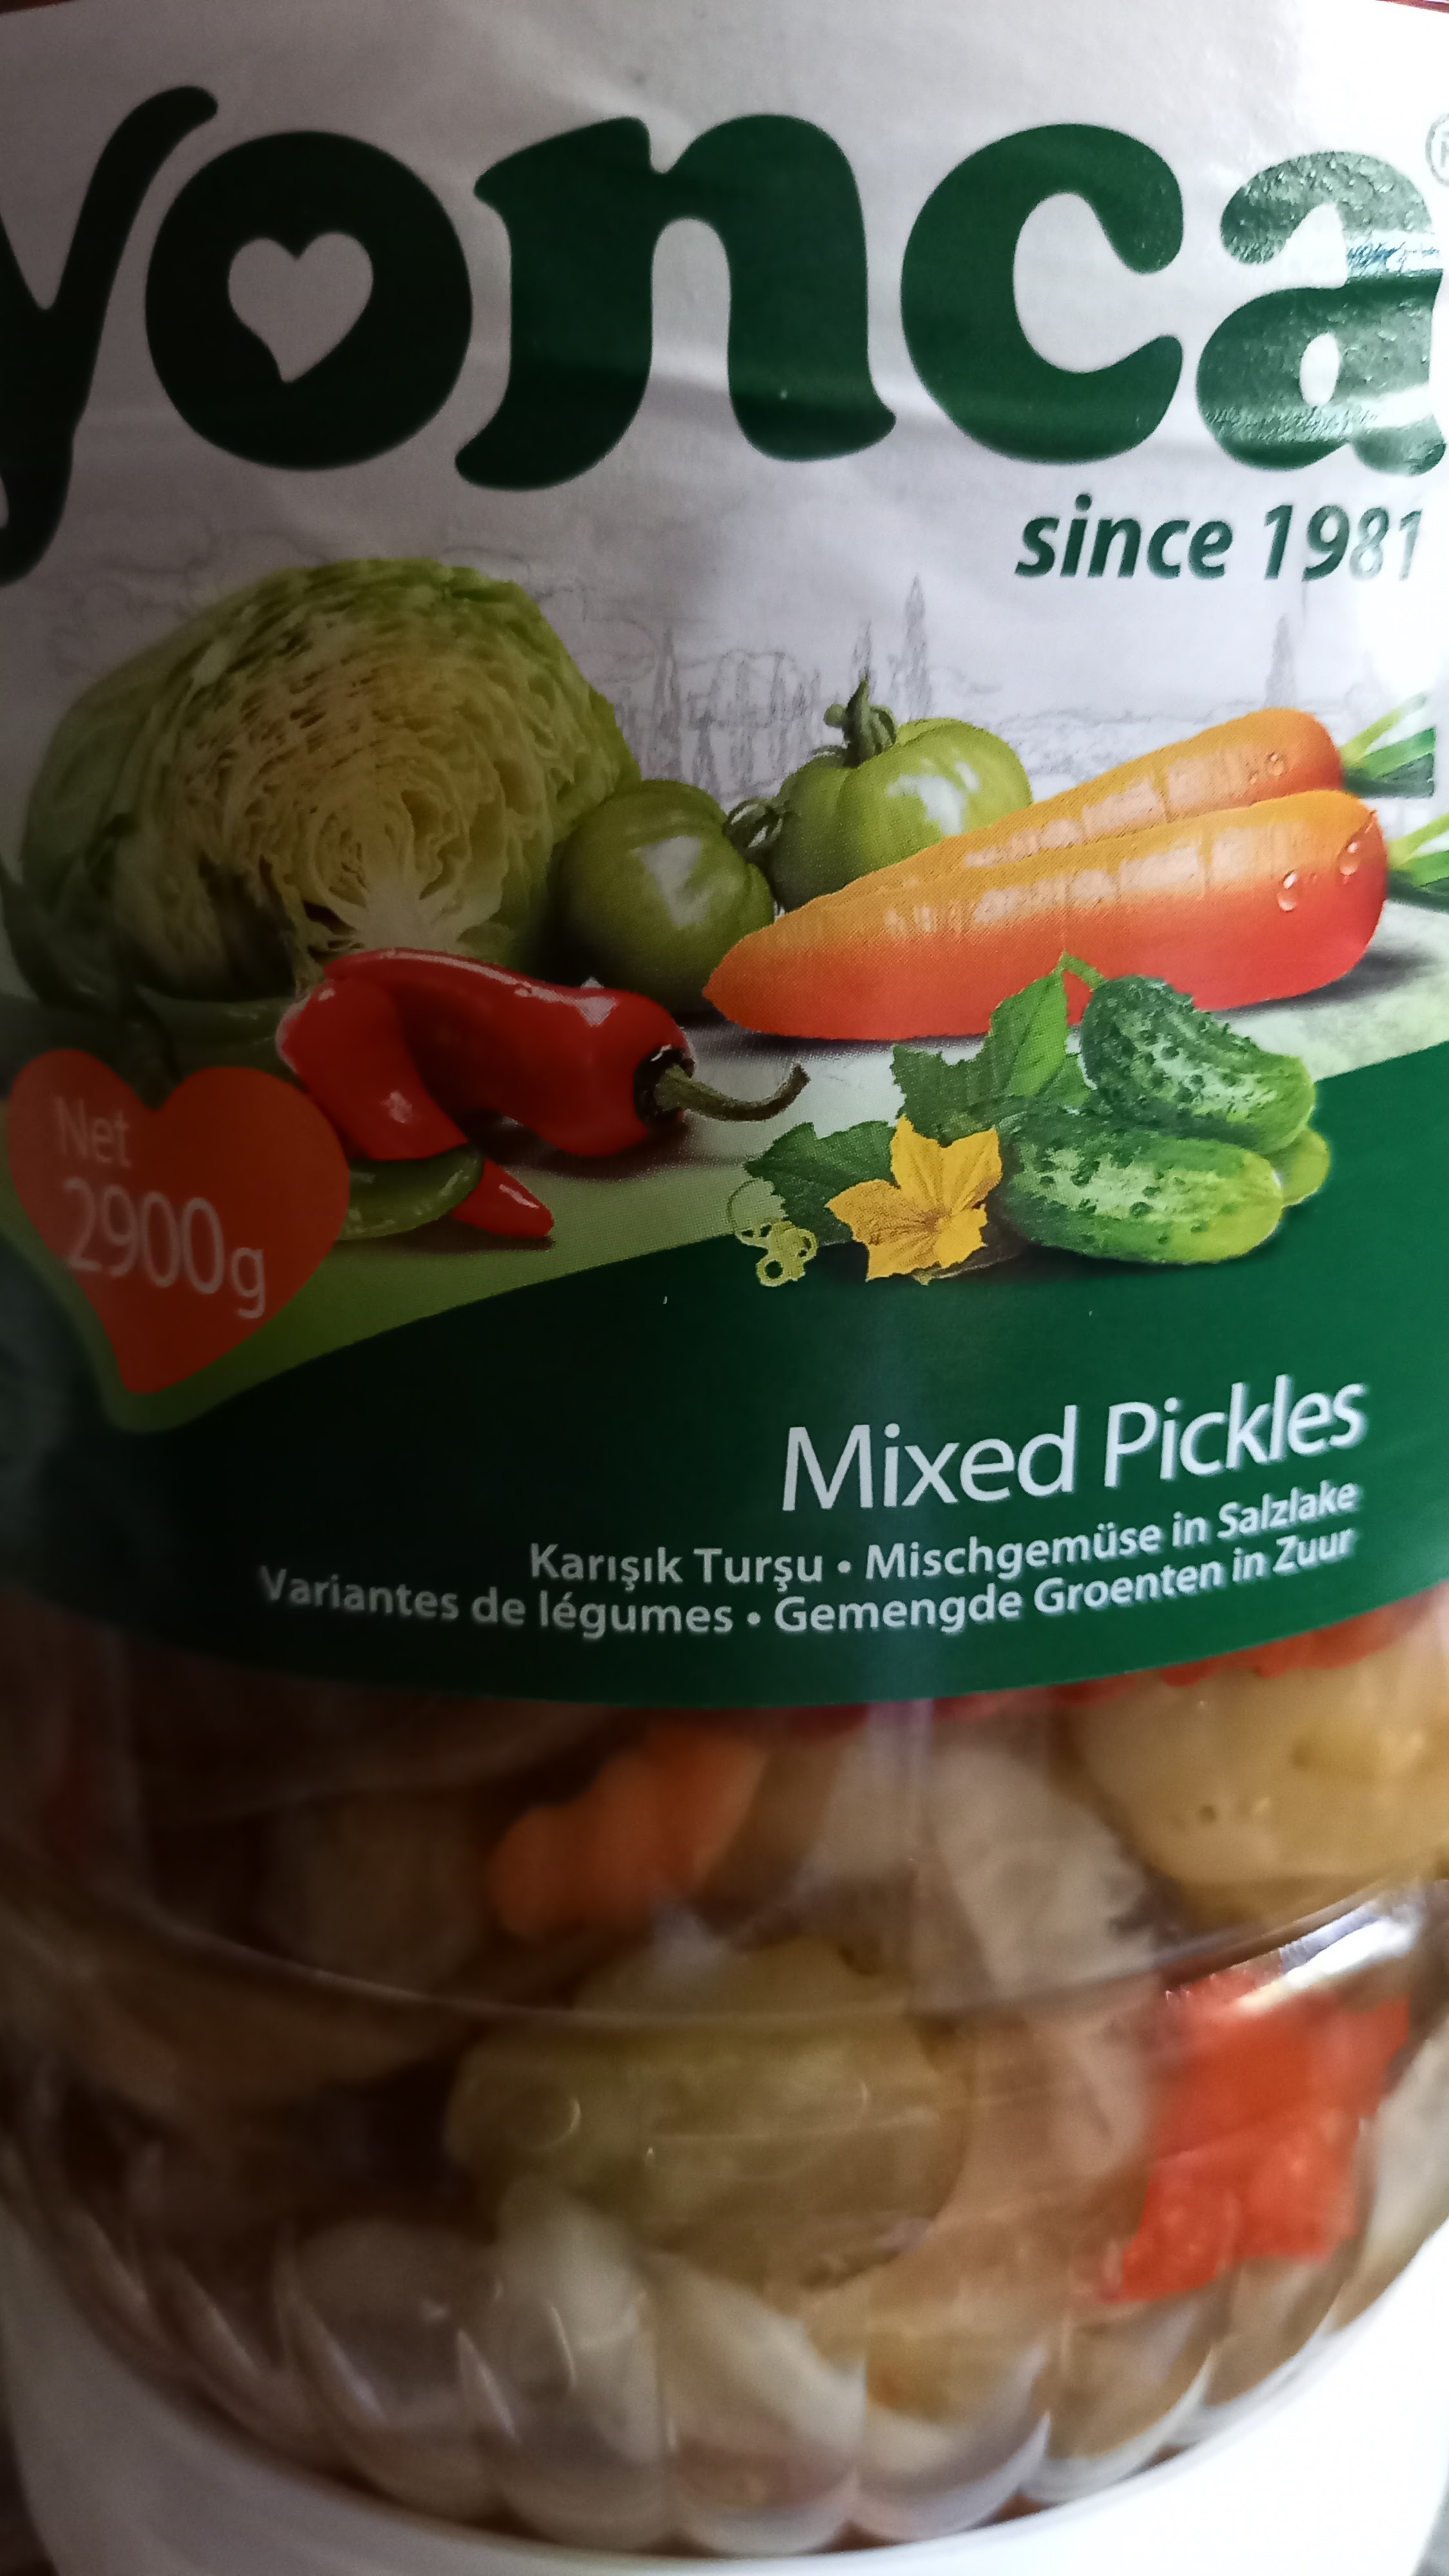 yonca
since 1981
Net
2900g
Mixed Pickles
Karışık Turşu • Mischgemüse in Salzlake
Variantes de légumes • Gemengde Groenten in Zuur